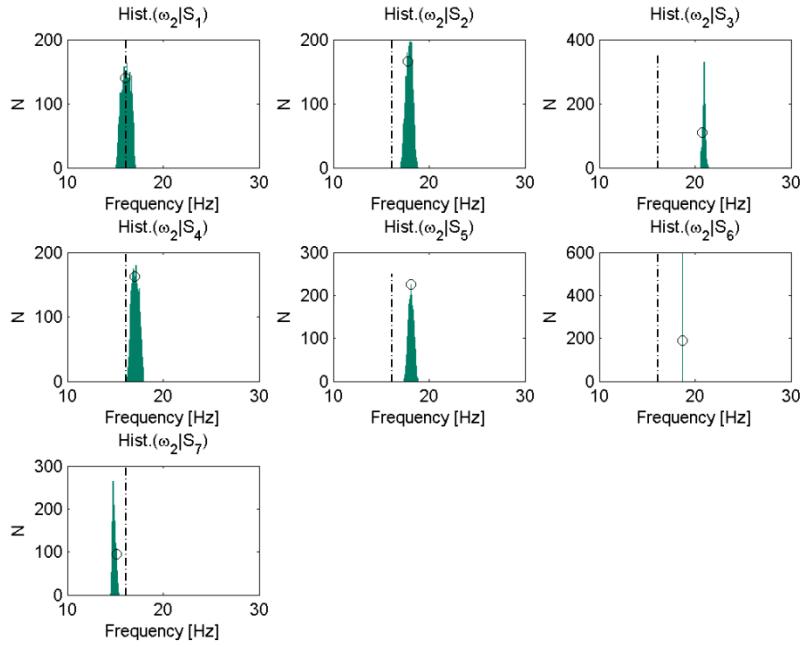 Hist.(ω₂|S₁)
200
100
0
N
10 20 30
Frequency [Hz]
Hist.(ω₂|S₂)
200
100
0
N
10 20 30
Frequency [Hz]
Hist.(ω₂|S₃)
400
200
0
N
10 20 30
Frequency [Hz]
Hist.(ω₂|S₄)
200
100
0
N
10 20 30
Frequency [Hz]
Hist.(ω₂|S₅)
300
200
100
0
N
10 20 30
Frequency [Hz]
Hist.(ω₂|S₆)
600
400
200
0
N
10 20 30
Frequency [Hz]
Hist.(ω₂|S₇)
300
200
100
0
N
10 20 30
Frequency [Hz]